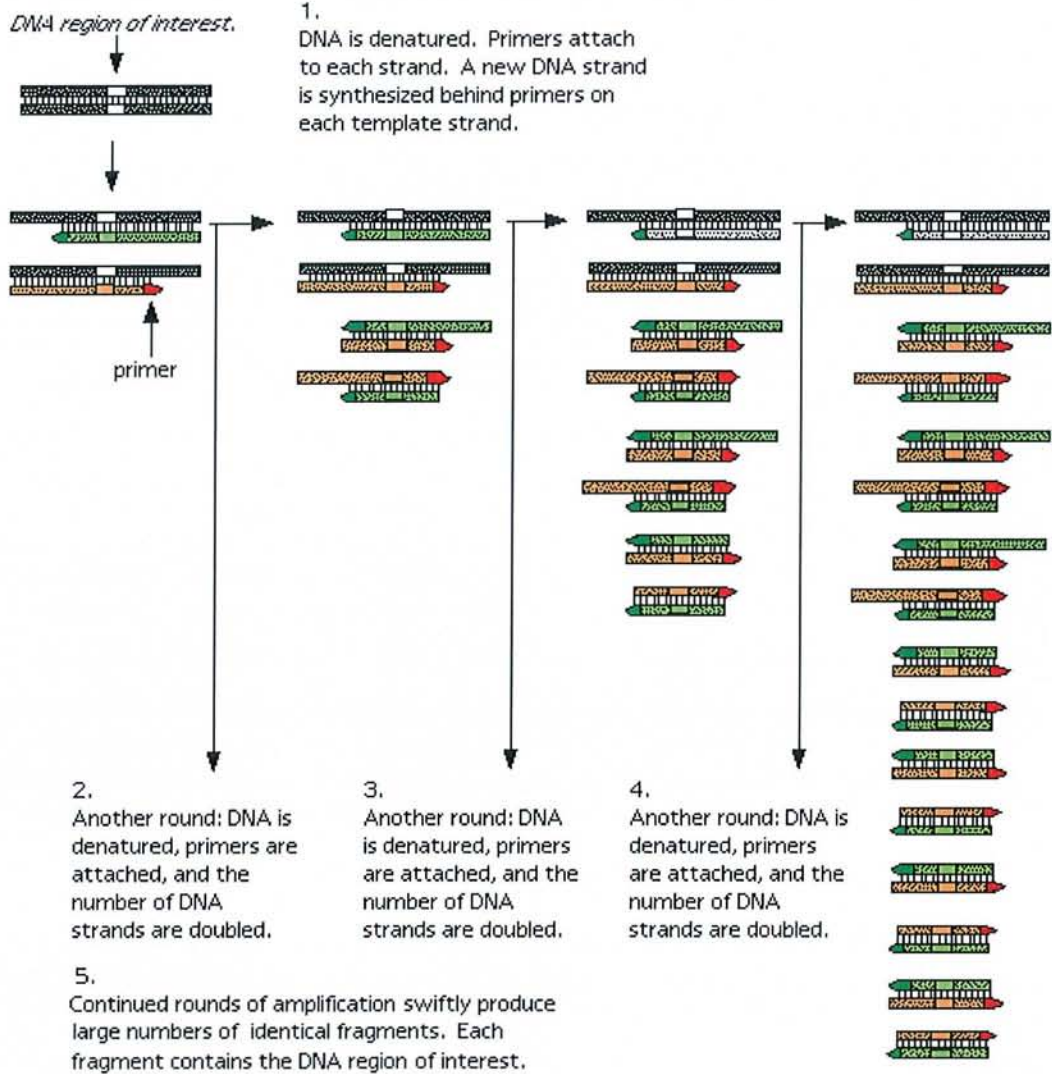 DNA region of interest.
1.
DNA is denatured. Primers attach
to each strand. A new DNA strand
is synthesized behind primers on
each template strand.
primer
2.
Another round: DNA is
denatured, primers are
attached, and the
number of DNA
strands are doubled.
3.
Another round: DNA
is denatured, primers
are attached, and the
number of DNA
strands are doubled.
4.
Another round: DNA is
denatured, primers
are attached, and the
number of DNA
strands are doubled.
5.
Continued rounds of amplification swiftly produce
large numbers of identical fragments. Each
fragment contains the DNA region of interest.